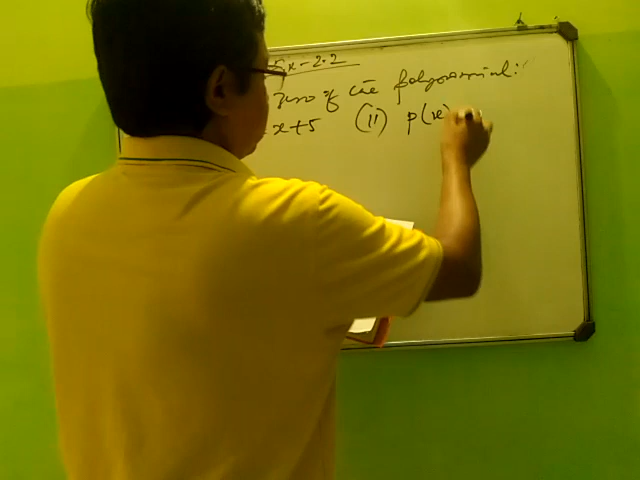 Ex-2.2
zero of the polynomial:
x+5 (ii) p(x)